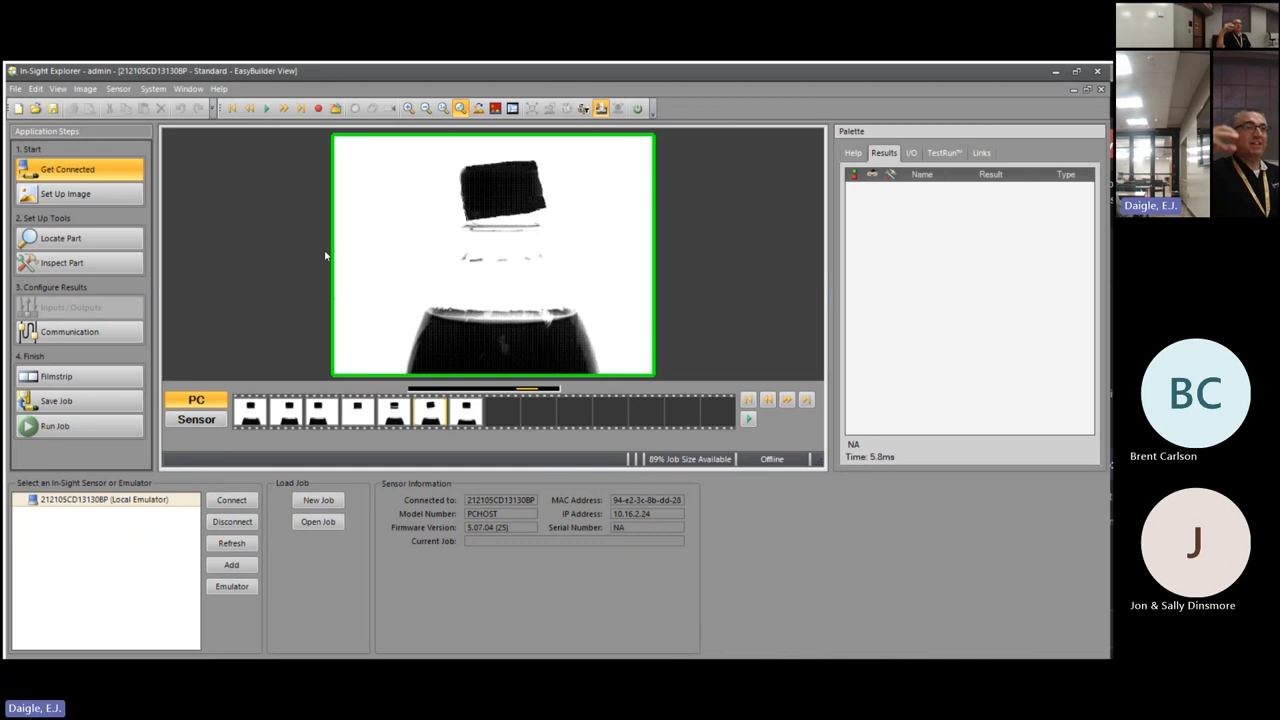 In-Sight Explorer - admin - [212105CD13130BP - Standard - EasyBuilder View]
File Edit View Image Sensor System Window Help
Application Steps
1. Start
Get Connected
Set Up Image
2. Set Up Tools
Locate Part
Inspect Part
3. Configure Results
Inputs/Outputs
Communication
4. Finish
Filmstrip
Save Job
Run Job
PC
Sensor
89% Job Size Available Offline
Palette
Help Results I/O TestRun™ Links
Name Result Type
NA
Time: 5.8ms
Select an In-Sight Sensor or Emulator
212105CD13130BP (Local Emulator)
Connect
Disconnect
Refresh
Add
Emulator
Load Job
New Job
Open Job
Sensor Information
Connected to: 212105CD13130BP MAC Address: 94-e2-3c-8b-dd-28
Model Number: PCHOST IP Address: 10.16.2.24
Firmware Version: 5.07.04 (25) Serial Number: NA
Current Job:
Daigle, E.J.
BC
Brent Carlson
J
Jon & Sally Dinsmore
Daigle, E.J.